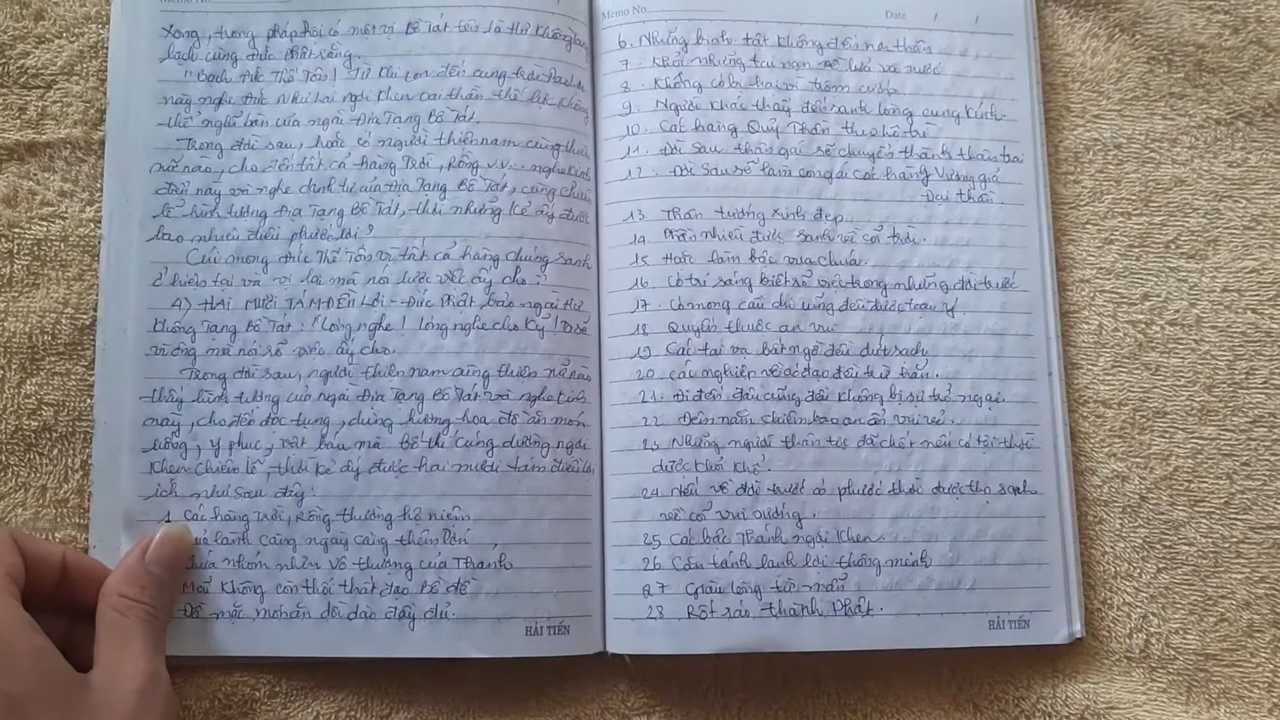 Memo No.
xong, trong pháp hội có một vị Bồ Tát tên là Hư Không Tạng
bạch cùng đức Phật rằng.
"Bạch Đức Thế Tôn! Từ khi con đến cung trời Đao Lợi
này nghe Đức Như Lai ngợi khen oai thần thế lực không
thể nghĩ bàn của ngài Địa Tạng Bồ Tát.
Trong đời sau, hoặc có người thiện nam cùng thiện
nữ nào, cho đến tất cả hàng Trời, Rồng v.v... nghe kinh
điển này và nghe danh tự của Địa Tạng Bồ Tát, cùng chiêm
lễ hình tượng Địa Tạng Bồ Tát, thời những kẻ ấy được
bao nhiêu điều phước lợi?
Cúi mong Đức Thế Tôn vì tất cả hàng chúng sanh
ở hiện tại và vị lai mà nói lược việc ấy cho?
4) HAI MƯƠI TÁM ĐIỀU LỢI - Đức Phật bảo ngài Hư
Không Tạng Bồ Tát: "Lóng nghe! lóng nghe cho kỹ! Ta sẽ
vì ông mà nói rõ việc ấy cho.
Trong đời sau, người thiện nam cùng thiện nữ nào
thấy hình tượng của ngài Địa Tạng Bồ Tát và nghe kinh
này, cho đến đọc tụng, dùng hương hoa, đồ ăn món
uống, y phục, vật báu mà bố thí cúng dường ngợi
khen chiêm lễ, thời kẻ ấy được hai mươi tám điều lợi
ích như sau đây:
1. Các hàng Trời, Rồng thường hộ niệm
lành càng ngày càng thêm lớn
nhóm nhân vô thượng của Thánh
Mãi không còn thối thất đạo Bồ đề
Đồ mặc món ăn dồi dào đầy đủ.
HẢI TIẾN
Memo No. Date / /
6. Những bịnh tật không đến nơi thân
7. Khỏi những tai nạn về lửa và nước
8. Không có bị hại vì trộm cướp
9. Người khác thấy đến sanh lòng cung kính
10. Các hàng Quỷ Thần theo hộ trì
11. Đời sau thân gái sẽ chuyển thành thân trai
12. Đời sau sẽ làm con gái các hàng Vương giả
Đại thần.
13. Thân tướng xinh đẹp
14. Phần nhiều được sanh về cõi trời.
15. Hoặc làm bậc vua chúa.
16. Có trí sáng biết rõ việc trong những đời trước
17. Có mong cầu chi cũng đều được toại ý.
18. Quyến thuộc an vui
19. Các tai vạ bất ngờ đều dứt sạch
20. Các nghiệp về ác đạo đều trừ hẳn.
21. Đi đến đâu cũng đều không bị sự trở ngại
22. Đêm nằm chiêm bao an ổn vui vẻ.
23. Những người thân tộc đã chết nếu có tội thời
được khỏi khổ.
24. Nếu về đời trước có phước thời được thọ sanh
về cõi vui sướng.
25. Các bậc Thánh ngợi khen.
26. Căn tánh lanh lợi thông minh
27. Giàu lòng từ mẫn
28. Rốt ráo thành Phật.
HẢI TIẾN